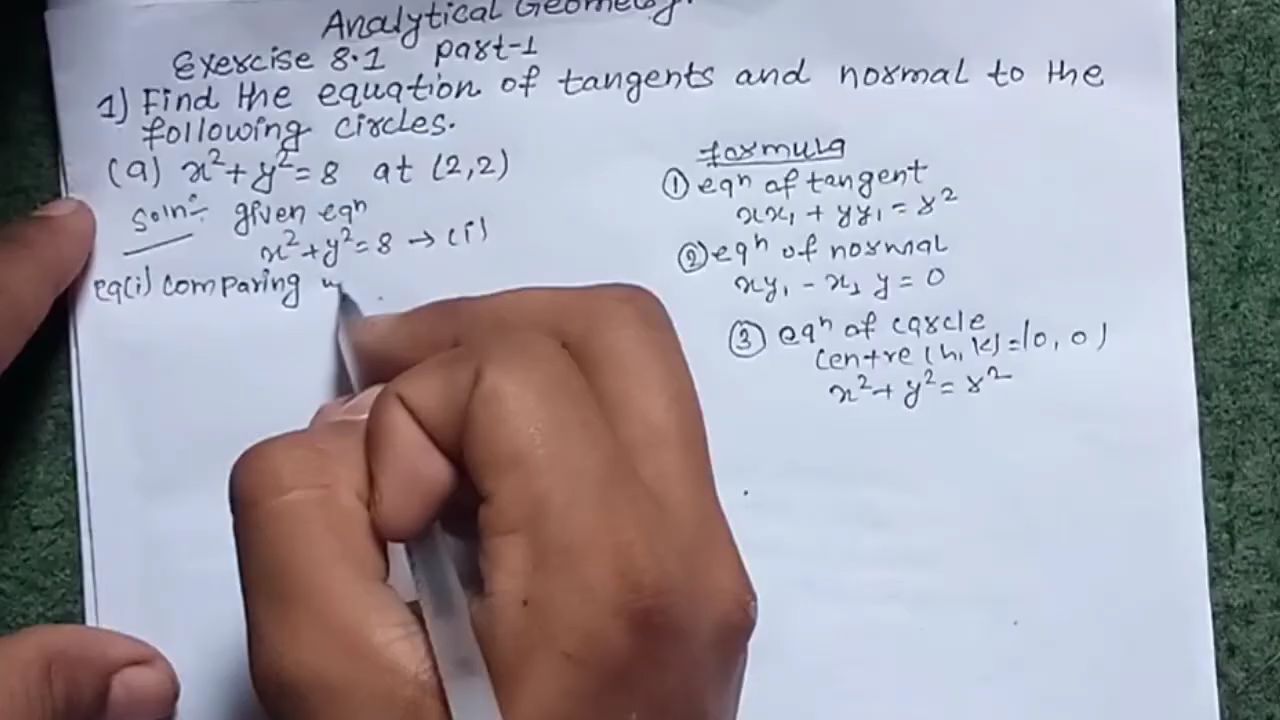 Analytical Geometry.
Exercise 8.1 part-1
1) Find the equation of tangents and normal to the
following circles.
(a) x²+y²=8 at (2,2)
Soln:- given eqⁿ
x²+y²=8 → (i)
eq(i) comparing w
formula
① eqⁿ of tangent
xx₁ + yy₁ = r²
② eqⁿ of normal
xy₁ - x₁y = 0
③ eqⁿ of carcle
Centre (h, k) = (0, 0)
x²+y²=r²